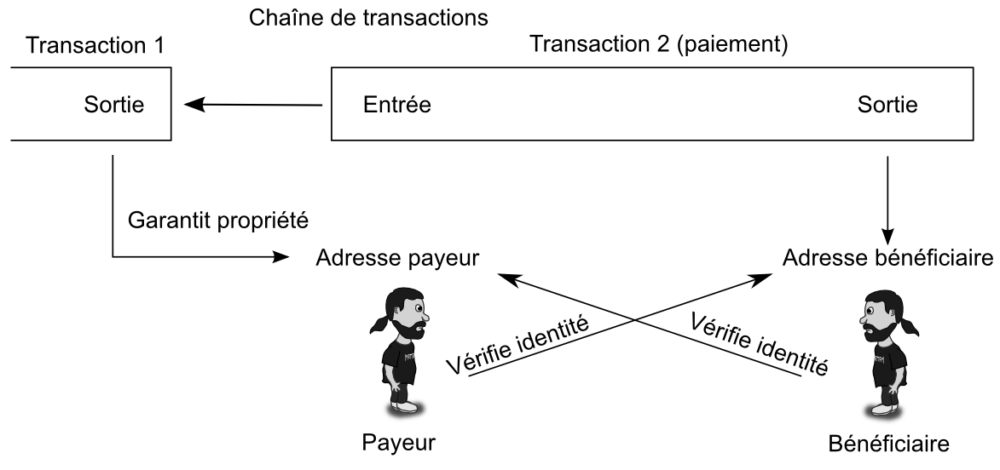 Chaîne de transactions
Transaction 1
Transaction 2 (paiement)
Sortie
Entrée
Sortie
Garantit propriété
Adresse payeur
Adresse bénéficiaire
Vérifie identité
Vérifie identité
Payeur
Bénéficiaire